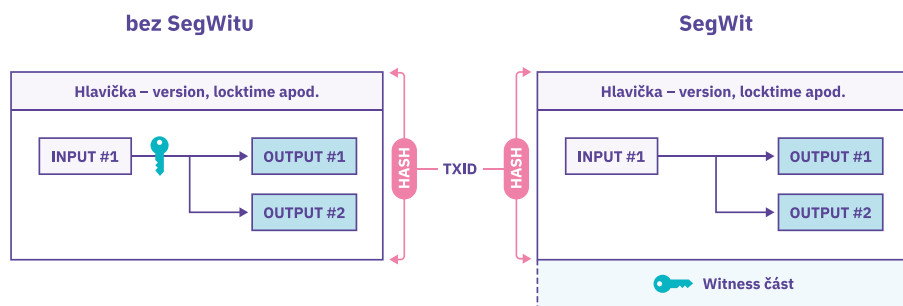 bez SegWitu
SegWit
Hlavička – version, locktime apod.
Hlavička – version, locktime apod.
INPUT #1
OUTPUT #1
OUTPUT #2
HASH
TXID
HASH
INPUT #1
OUTPUT #1
OUTPUT #2
Witness část